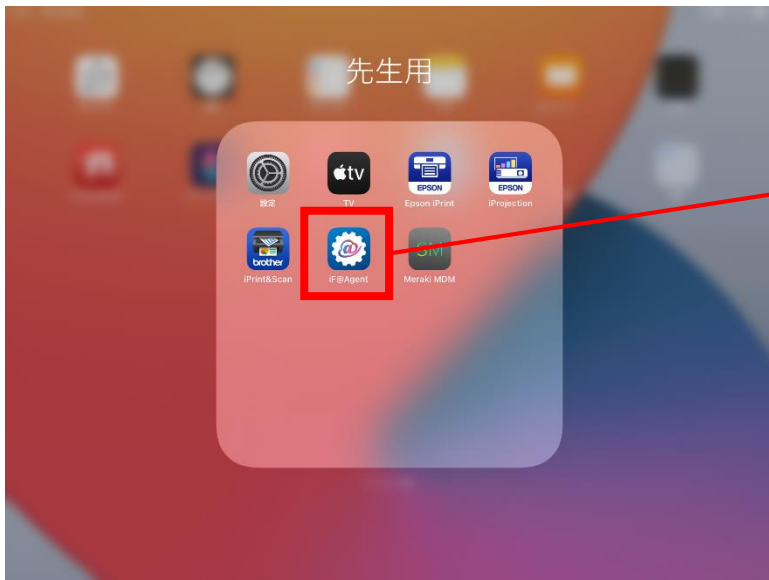 先生用
tv
EPSON
EPSON
設定
TV
Epson iPrint
iProjection
brother
@
SM
iPrint&Scan
iF@Agent
Meraki MDM